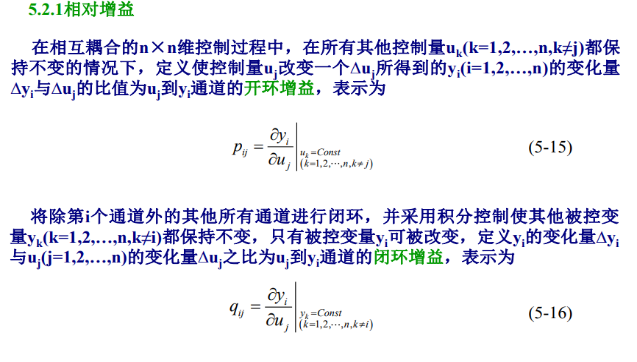 5.2.1相对增益
在相互耦合的n×n维控制过程中，在所有其他控制量uk(k=1,2,…,n,k≠j)都保
持不变的情况下，定义使控制量uj改变一个Δuj所得到的yi(i=1,2,…,n)的变化量
Δyi与Δuj的比值为uj到yi通道的开环增益，表示为
pij = ∂yi/∂uj | uk=Const (k=1,2,⋯,n,k≠j) (5-15)
将除第i个通道外的其他所有通道进行闭环，并采用积分控制使其他被控变
量yk(k=1,2,…,n,k≠i)都保持不变，只有被控变量yi可被改变，定义yi的变化量Δyi
与uj(j=1,2,…,n)的变化量Δuj之比为uj到yi通道的闭环增益，表示为
qij = ∂yi/∂uj | yk=Const (k=1,2,⋯,n,k≠i) (5-16)